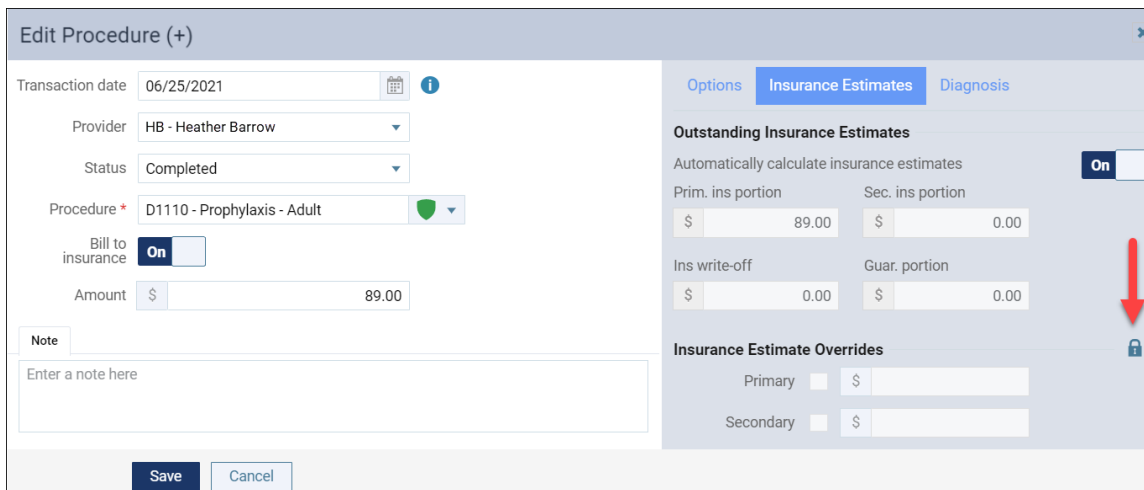 Edit Procedure (+)
Transaction date 06/25/2021
Provider HB - Heather Barrow
Status Completed
Procedure * D1110 - Prophylaxis - Adult
Bill to
insurance On
Amount $ 89.00
Note
Enter a note here
Save Cancel
Options Insurance Estimates Diagnosis
Outstanding Insurance Estimates
Automatically calculate insurance estimates On
Prim. ins portion Sec. ins portion
$ 89.00 $ 0.00
Ins write-off Guar. portion
$ 0.00 $ 0.00
Insurance Estimate Overrides
Primary $
Secondary $